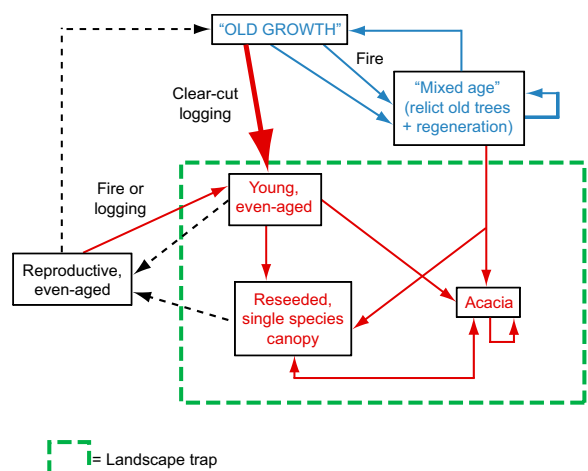 “OLD GROWTH”
Fire
“Mixed age”
(relict old trees
+ regeneration)
Clear-cut
logging
Fire or
logging
Young,
even-aged
Reproductive,
even-aged
Reseeded,
single species
canopy
Acacia
= Landscape trap